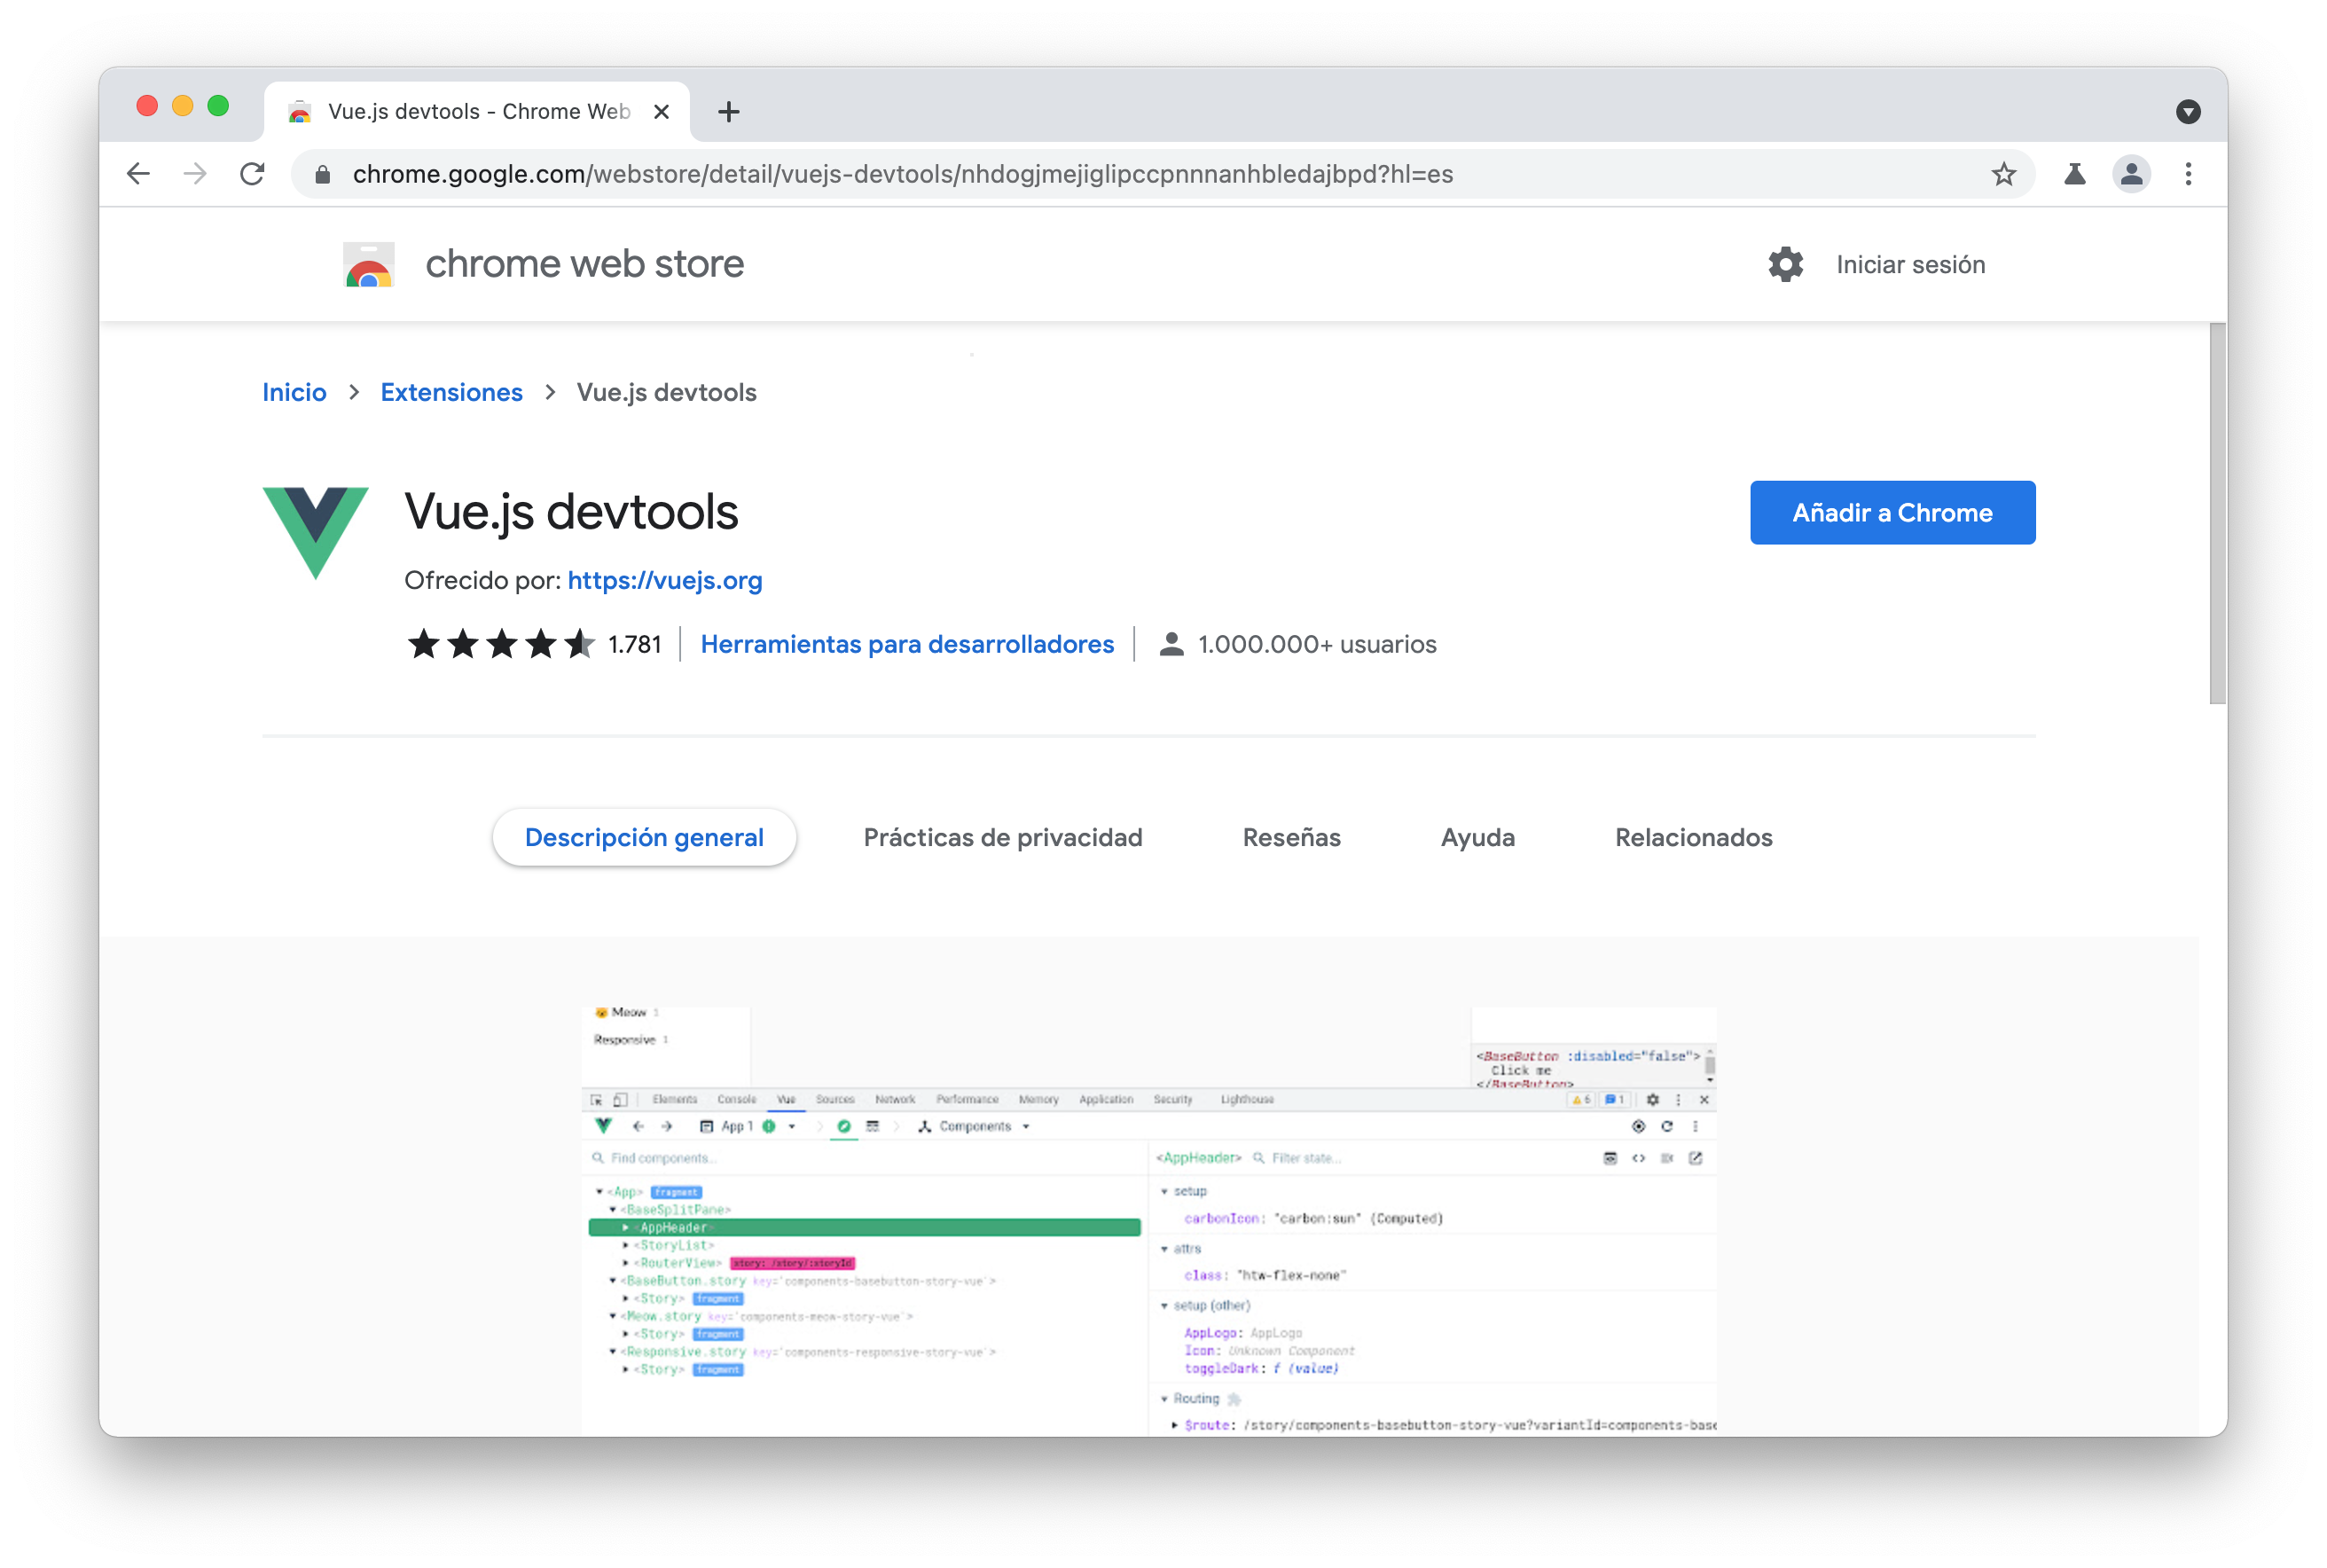 Vue.js devtools - Chrome Web
chrome.google.com/webstore/detail/vuejs-devtools/nhdogjmejiglipccpnnnanhbledajbpd?hl=es
chrome web store
Iniciar sesión
Inicio > Extensiones > Vue.js devtools
Vue.js devtools
Añadir a Chrome
Ofrecido por: https://vuejs.org
1.781 Herramientas para desarrolladores 1.000.000+ usuarios
Descripción general Prácticas de privacidad Reseñas Ayuda Relacionados
Meow 1
Responsive 1
<BaseButton :disabled="false">
Click me
</BaseButton>
Elements Console Vue Sources Network Performance Memory Application Security Lighthouse 6 1
App 1 Components
Find components...
<AppHeader> Filter state...
<App> fragment
<BaseSplitPane>
<AppHeader>
<StoryList>
<RouterView> story: /story/:storyId
<BaseButton.story key='components-basebutton-story-vue'>
<Story> fragment
<Meow.story key='components-meow-story-vue'>
<Story> fragment
<Responsive.story key='components-responsive-story-vue'>
<Story> fragment
setup
carbonIcon: "carbon:sun" (Computed)
attrs
class: "htw-flex-none"
setup (other)
AppLogo: AppLogo
Icon: Unknown Component
toggleDark: f (value)
Routing
$route: /story/components-basebutton-story-vue?variantId=components-base